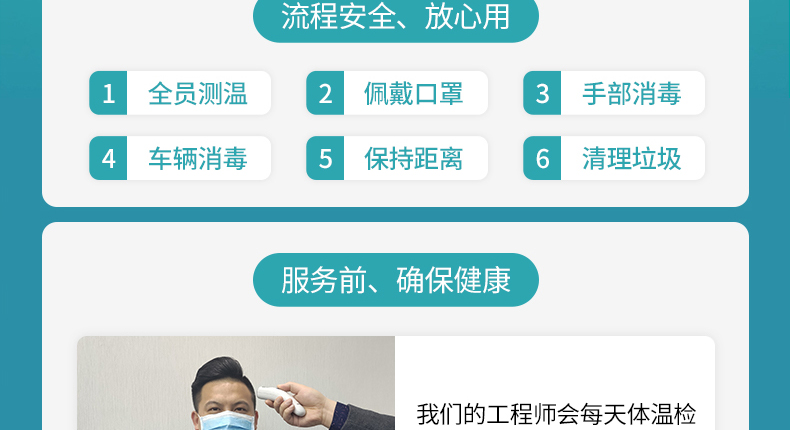 流程安全、放心用
1 全员测温
2 佩戴口罩
3 手部消毒
4 车辆消毒
5 保持距离
6 清理垃圾
服务前、确保健康
我们的工程师会每天体温检